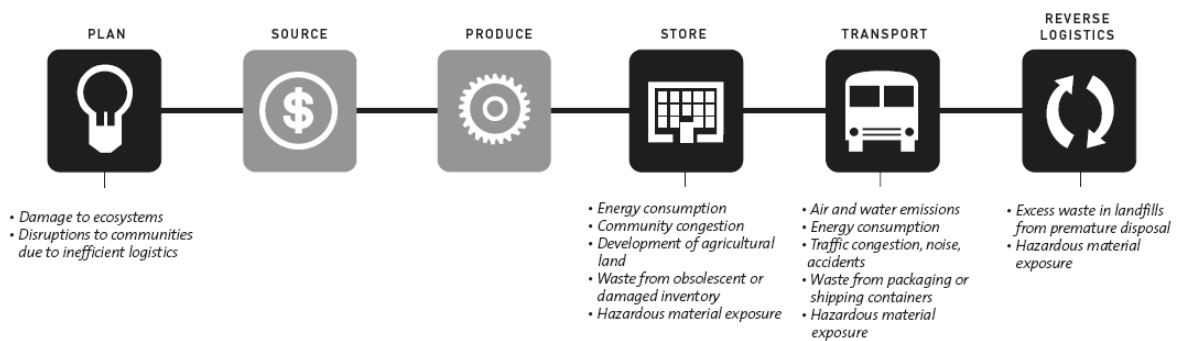 PLAN
SOURCE
PRODUCE
STORE
TRANSPORT
REVERSE
LOGISTICS
$
• Damage to ecosystems
• Disruptions to communities
due to inefficient logistics
• Energy consumption
• Community congestion
• Development of agricultural
land
• Waste from obsolescent or
damaged inventory
• Hazardous material exposure
• Air and water emissions
• Energy consumption
• Traffic congestion, noise,
accidents
• Waste from packaging or
shipping containers
• Hazardous material
exposure
• Excess waste in landfills
from premature disposal
• Hazardous material
exposure